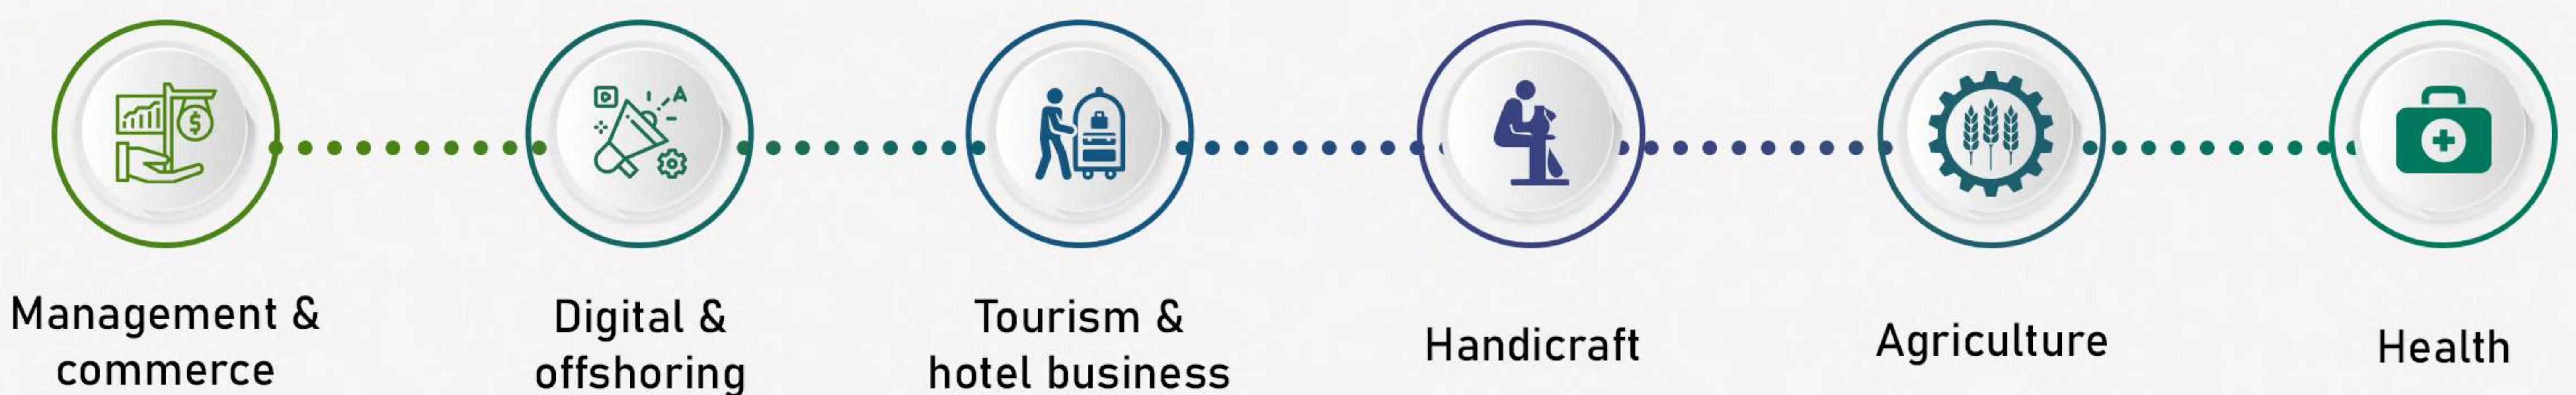 Management &
commerce
Digital &
offshoring
Tourism &
hotel business
Handicraft
Agriculture
Health